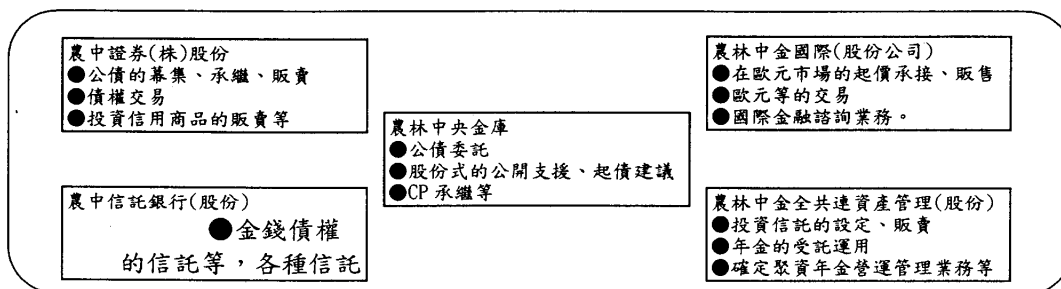 農中證券(株)股份
●公債的募集、承繼、販賣
●債權交易
●投資信用商品的販賣等
農林中金國際(股份公司)
●在歐元市場的起價承接、販售
●歐元等的交易
●國際金融諮詢業務。
農林中央金庫
●公債委託
●股份式的公開支援、起債建議
●CP 承繼等
農中信託銀行(股份)
●金錢債權
的信託等，各種信託
農林中金全共連資產管理(股份)
●投資信託的設定、販賣
●年金的受託運用
●確定聚資年金營運管理業務等